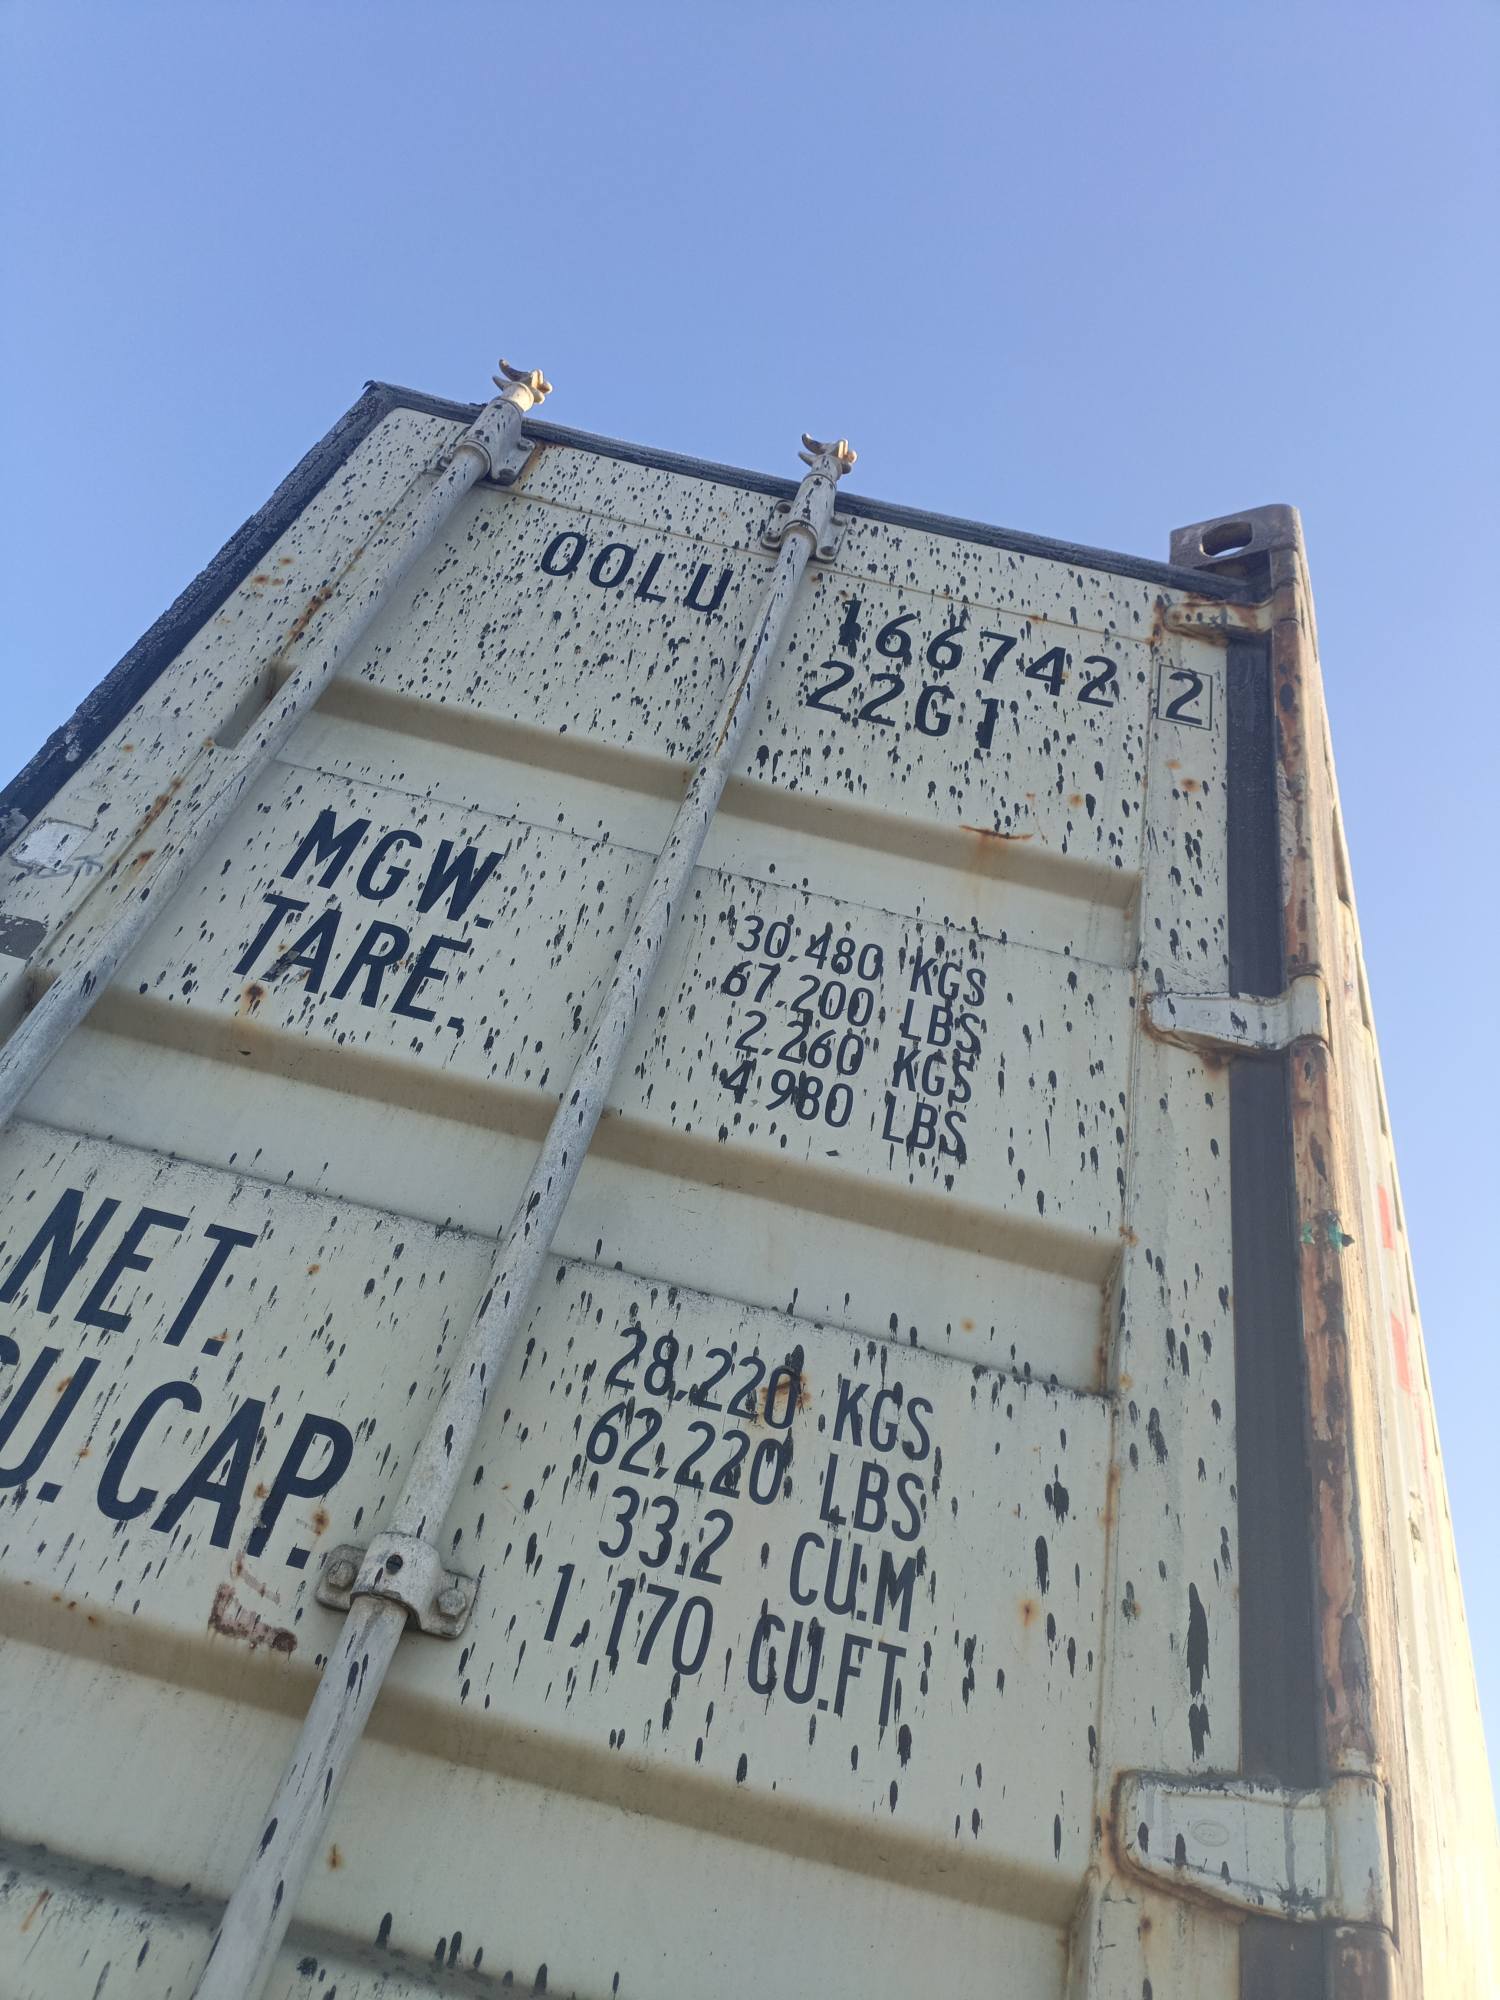 OOLU
166742 2
22G1
MGW.
30,480 KGS
67,200 LBS
TARE.
2,260 KGS
4,980 LBS
NET.
28,220 KGS
62,220 LBS
CU. CAP.
33.2 CU.M
1,170 CU.FT